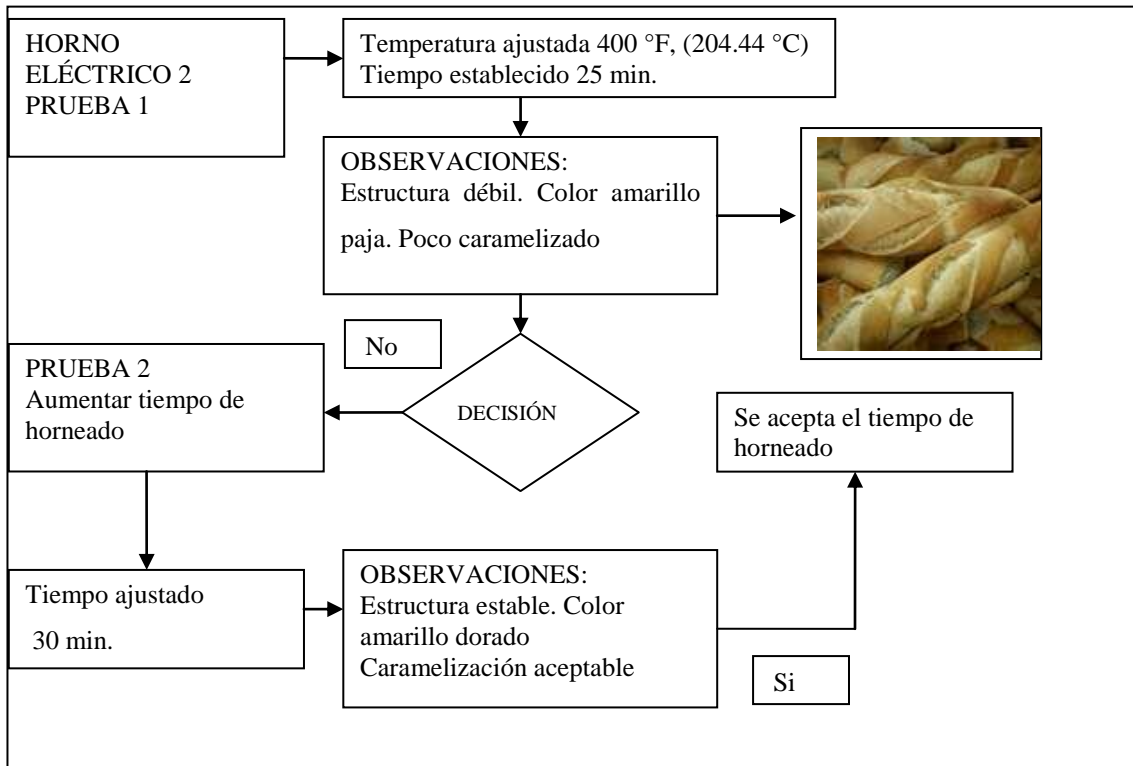 HORNO
ELÉCTRICO 2
PRUEBA 1
Temperatura ajustada 400 °F, (204.44 °C)
Tiempo establecido 25 min.
OBSERVACIONES:
Estructura débil. Color amarillo
paja. Poco caramelizado
No
DECISIÓN
PRUEBA 2
Aumentar tiempo de
horneado
Se acepta el tiempo de
horneado
Tiempo ajustado
30 min.
OBSERVACIONES:
Estructura estable. Color
amarillo dorado
Caramelización aceptable
Si